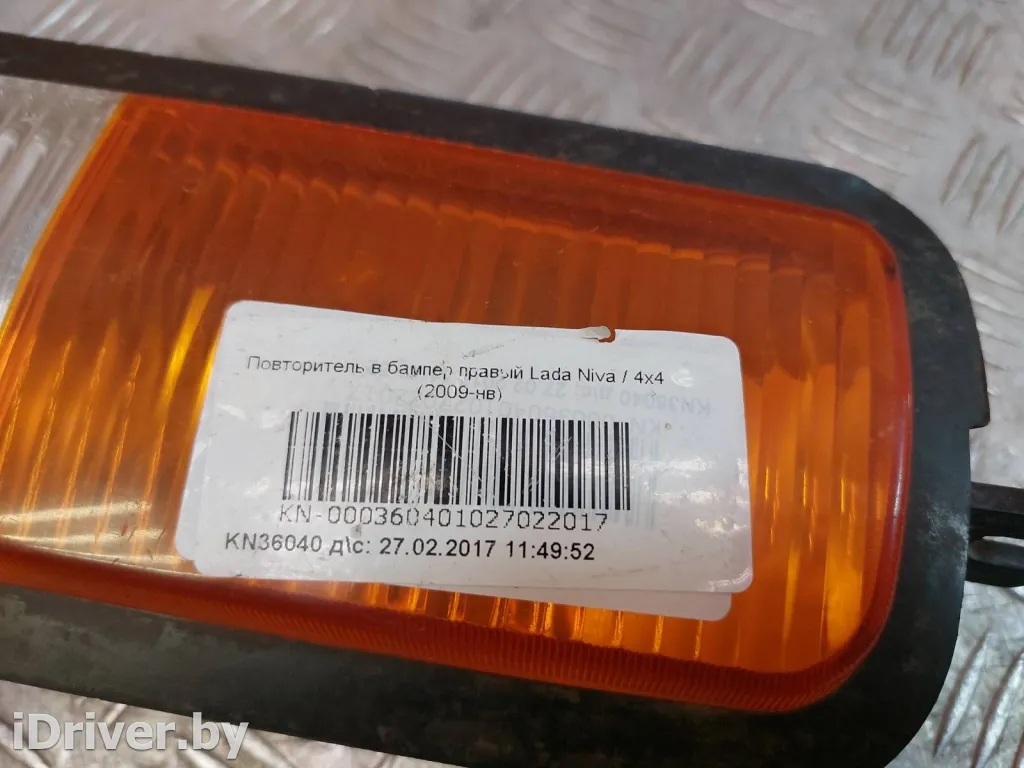 Повторитель в бампер правый Lada Niva / 4x4
(2009-нв)
KN-000360401027022017
KN36040 д\с: 27.02.2017 11:49:52
iDriver.by